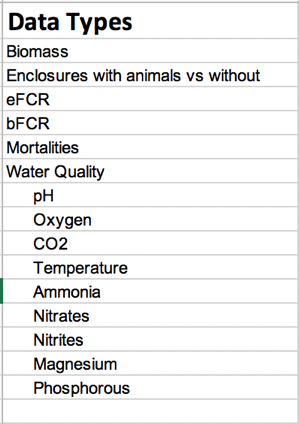 Data Types
Biomass
Enclosures with animals vs without
eFCR
bFCR
Mortalities
Water Quality
pH
Oxygen
CO2
Temperature
Ammonia
Nitrates
Nitrites
Magnesium
Phosphorous